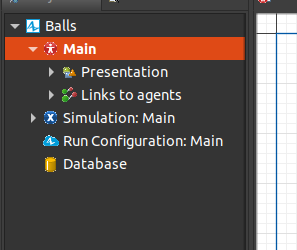 Balls
Main
Presentation
Links to agents
Simulation: Main
Run Configuration: Main
Database